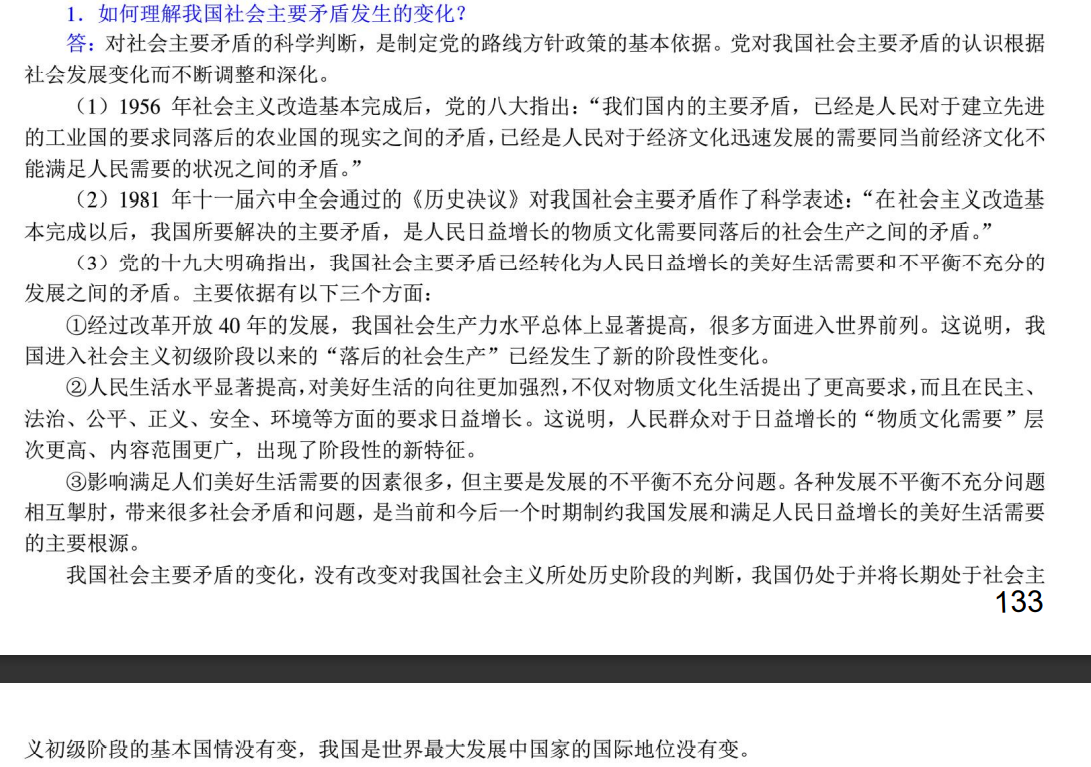 1．如何理解我国社会主要矛盾发生的变化？
答：对社会主要矛盾的科学判断，是制定党的路线方针政策的基本依据。党对我国社会主要矛盾的认识根据
社会发展变化而不断调整和深化。
（1）1956 年社会主义改造基本完成后，党的八大指出：“我们国内的主要矛盾，已经是人民对于建立先进
的工业国的要求同落后的农业国的现实之间的矛盾，已经是人民对于经济文化迅速发展的需要同当前经济文化不
能满足人民需要的状况之间的矛盾。”
（2）1981 年十一届六中全会通过的《历史决议》对我国社会主要矛盾作了科学表述：“在社会主义改造基
本完成以后，我国所要解决的主要矛盾，是人民日益增长的物质文化需要同落后的社会生产之间的矛盾。”
（3）党的十九大明确指出，我国社会主要矛盾已经转化为人民日益增长的美好生活需要和不平衡不充分的
发展之间的矛盾。主要依据有以下三个方面：
①经过改革开放 40 年的发展，我国社会生产力水平总体上显著提高，很多方面进入世界前列。这说明，我
国进入社会主义初级阶段以来的“落后的社会生产”已经发生了新的阶段性变化。
②人民生活水平显著提高，对美好生活的向往更加强烈，不仅对物质文化生活提出了更高要求，而且在民主、
法治、公平、正义、安全、环境等方面的要求日益增长。这说明，人民群众对于日益增长的“物质文化需要”层
次更高、内容范围更广，出现了阶段性的新特征。
③影响满足人们美好生活需要的因素很多，但主要是发展的不平衡不充分问题。各种发展不平衡不充分问题
相互掣肘，带来很多社会矛盾和问题，是当前和今后一个时期制约我国发展和满足人民日益增长的美好生活需要
的主要根源。
我国社会主要矛盾的变化，没有改变对我国社会主义所处历史阶段的判断，我国仍处于并将长期处于社会主
133
义初级阶段的基本国情没有变，我国是世界最大发展中国家的国际地位没有变。